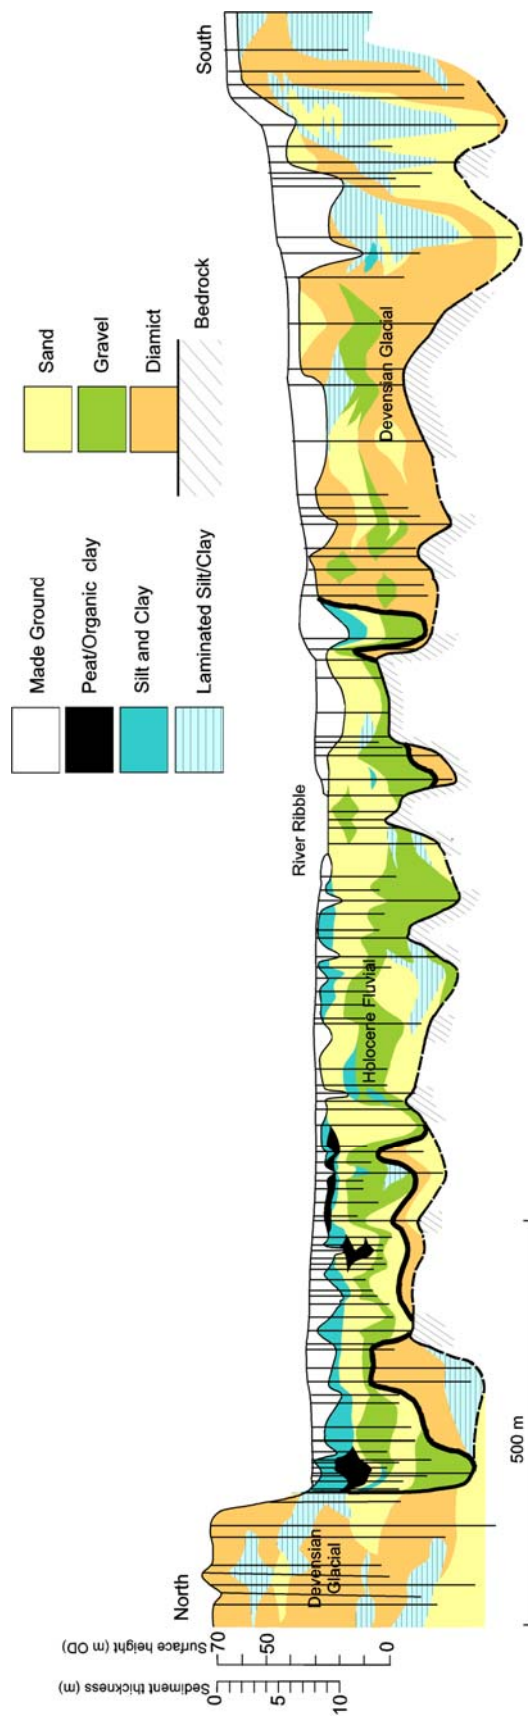 North
South
Made Ground
Peat/Organic clay
Silt and Clay
Laminated Silt/Clay
Sand
Gravel
Diamict
Bedrock
River Ribble
Devensian
Glacial
Holocene Fluvial
Devensian Glacial
Sediment thickness (m)
0
5
10
Surface height (m OD)
70
50
0
500 m